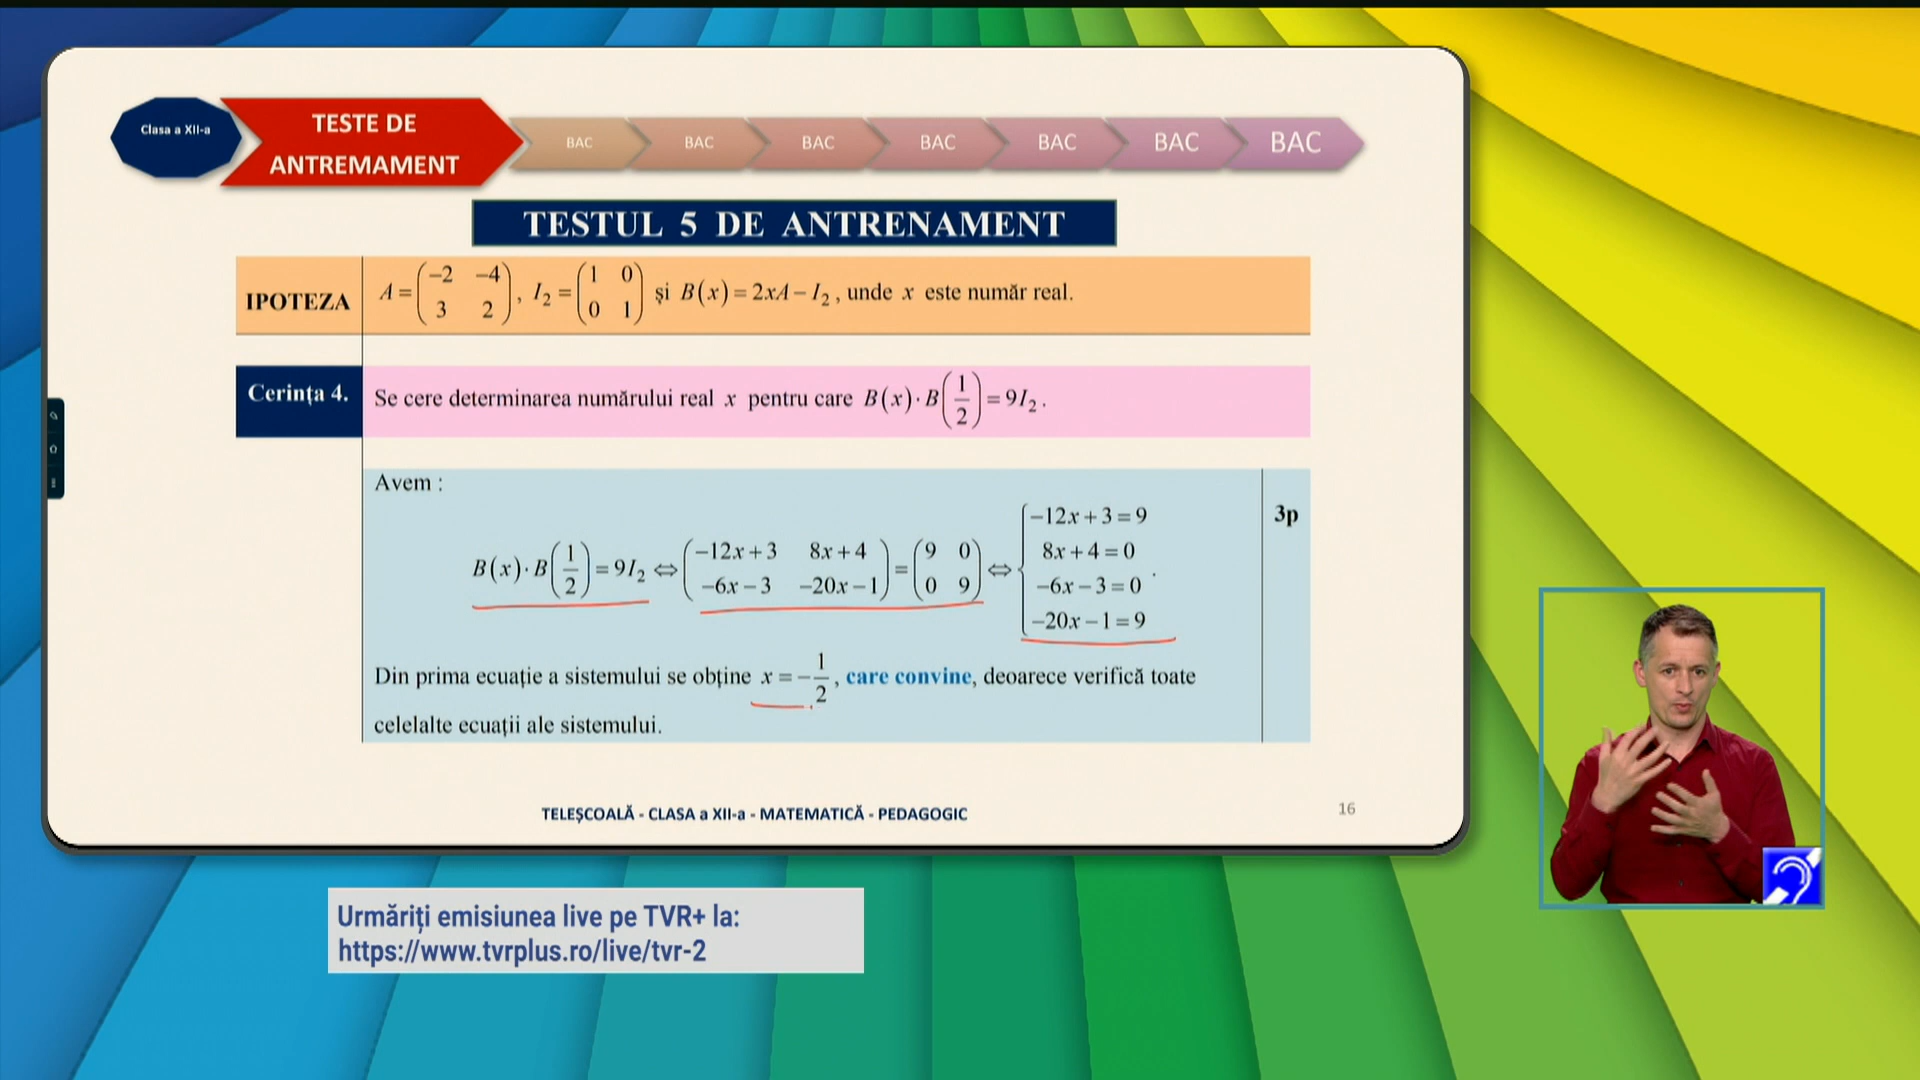 Clasa a XII-a
TESTE DE
ANTREMAMENT
BAC BAC BAC BAC BAC BAC BAC
TESTUL 5 DE ANTRENAMENT
IPOTEZA
A = (−2 −4; 3 2), I₂ = (1 0; 0 1) și B(x) = 2xA − I₂, unde x este număr real.
Cerința 4.
Se cere determinarea numărului real x pentru care B(x)·B(1/2) = 9I₂.
Avem :
B(x)·B(1/2) = 9I₂ ⇔ (−12x+3 8x+4; −6x−3 −20x−1) = (9 0; 0 9) ⇔ {
−12x+3=9
8x+4=0
−6x−3=0
−20x−1=9
.
3p
Din prima ecuație a sistemului se obține x = −1/2, care convine, deoarece verifică toate
celelalte ecuații ale sistemului.
TELEȘCOALĂ - CLASA a XII-a - MATEMATICĂ - PEDAGOGIC
16
Urmăriți emisiunea live pe TVR+ la:
https://www.tvrplus.ro/live/tvr-2